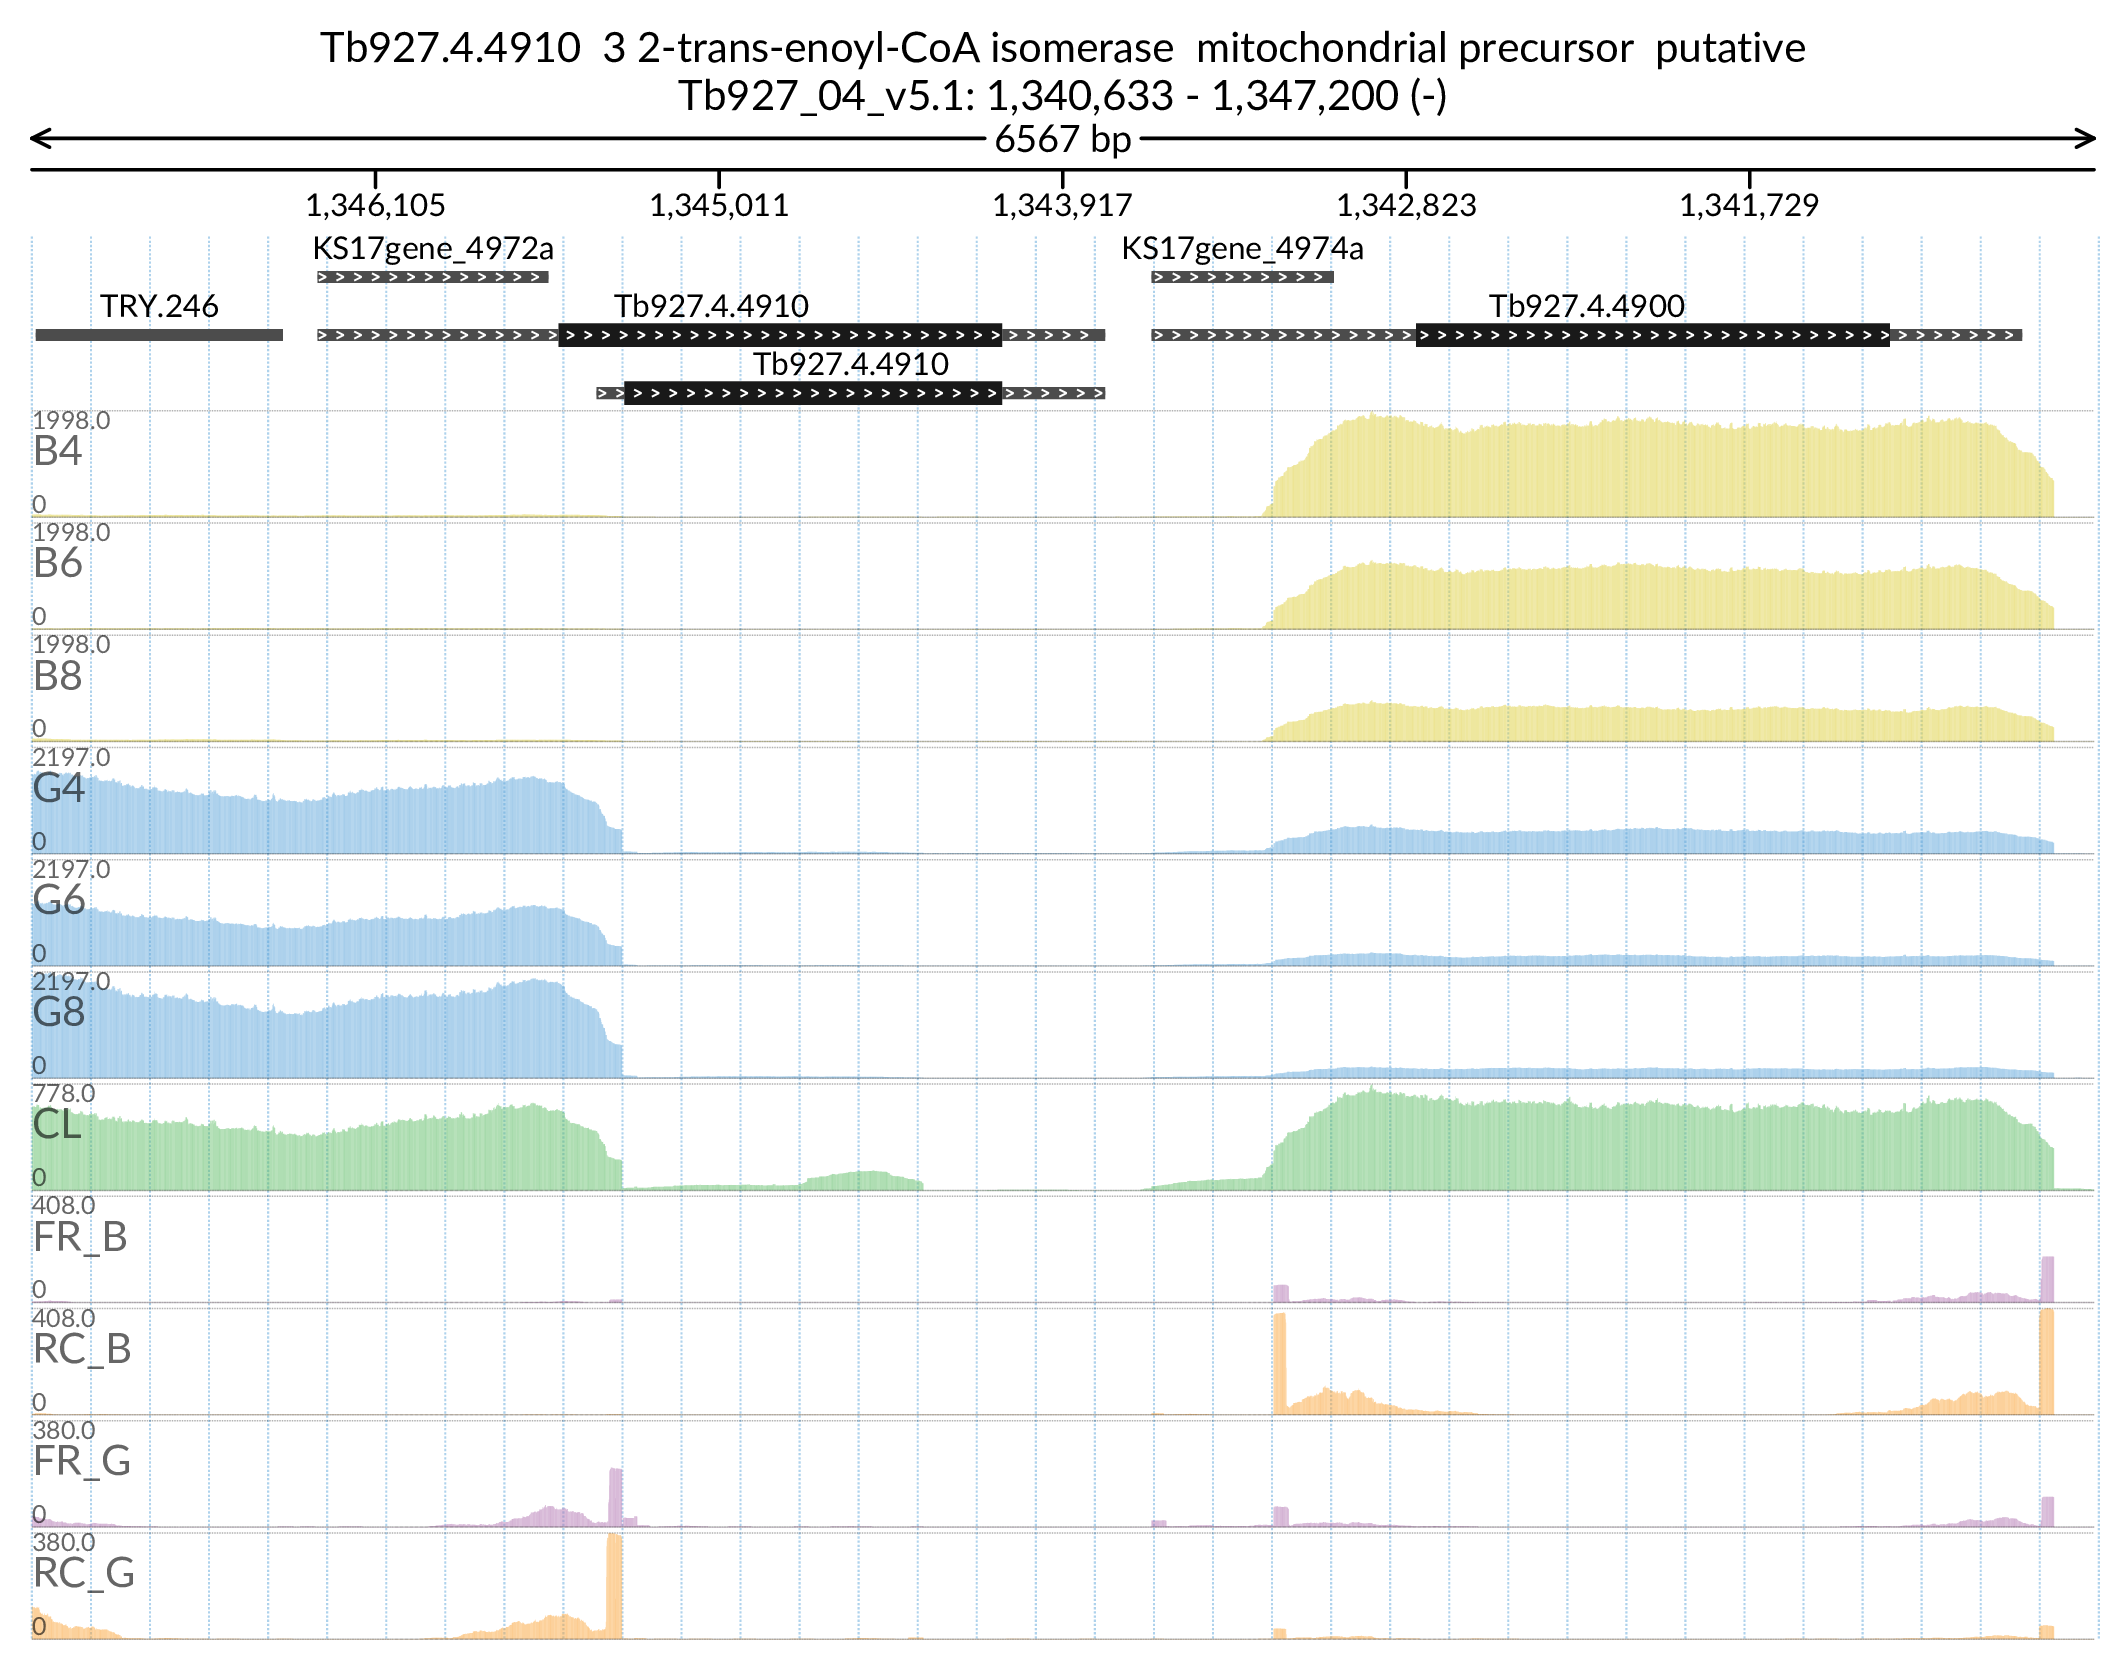 Tb927.4.4910  3 2-trans-enoyl-CoA isomerase  mitochondrial precursor  putative
Tb927_04_v5.1: 1,340,633 - 1,347,200 (-)
6567 bp
1,346,105 1,345,011 1,343,917 1,342,823 1,341,729
KS17gene_4972a KS17gene_4974a
TRY.246 Tb927.4.4910 Tb927.4.4900
Tb927.4.4910
1998.0
B4
0
1998.0
B6
0
1998.0
B8
0
2197.0
G4
0
2197.0
G6
0
2197.0
G8
0
778.0
CL
0
408.0
FR_B
0
408.0
RC_B
0
380.0
FR_G
0
380.0
RC_G
0